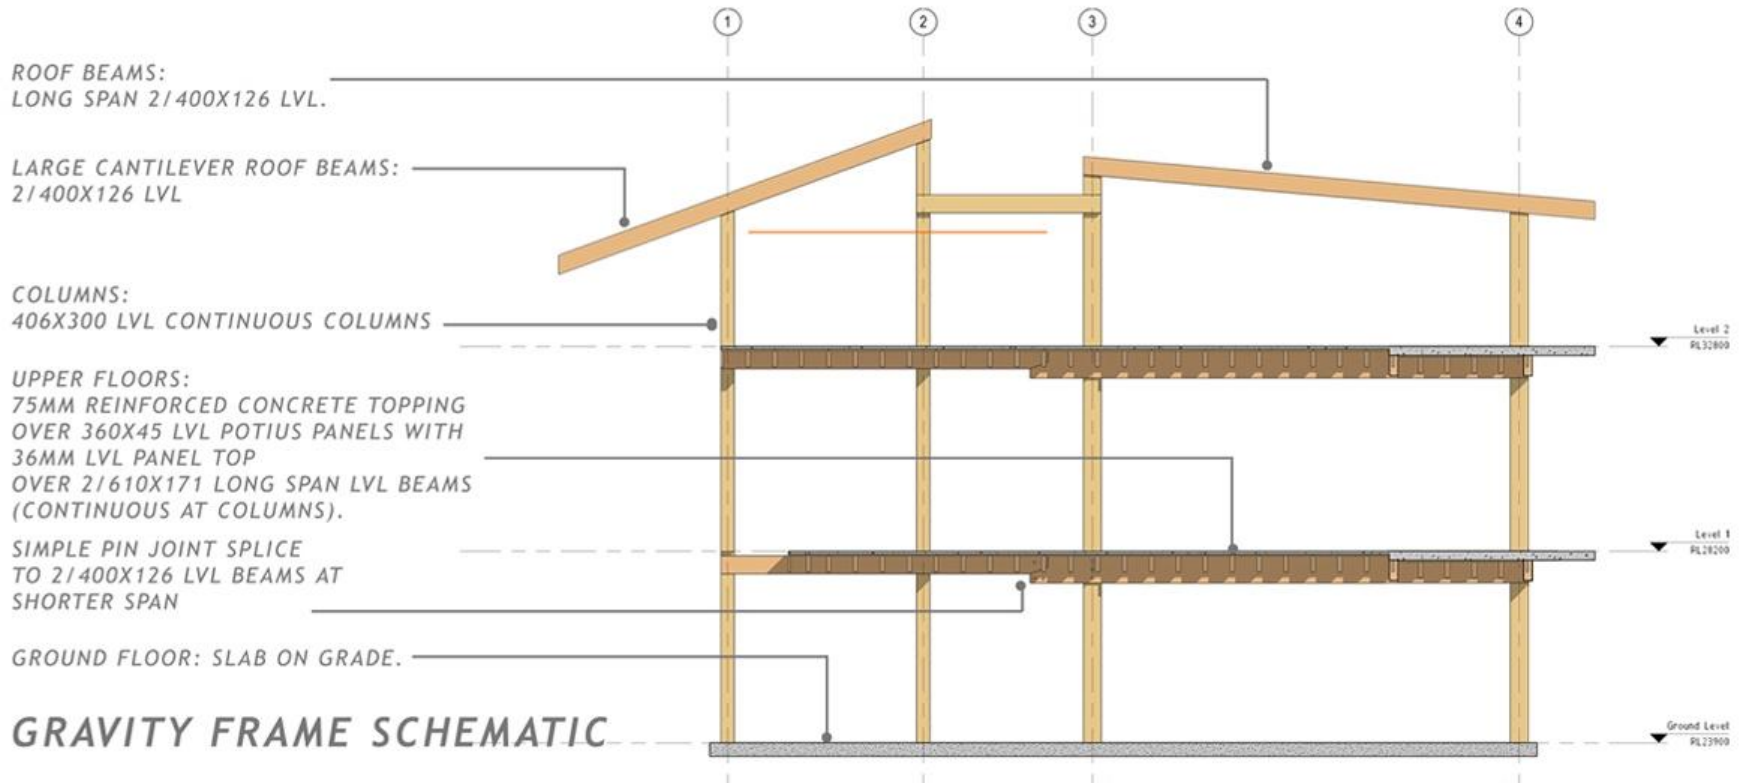 1
2
3
4
ROOF BEAMS:
LONG SPAN 2/400X126 LVL.
LARGE CANTILEVER ROOF BEAMS:
2/400X126 LVL
COLUMNS:
406X300 LVL CONTINUOUS COLUMNS
Level 2
RL32800
UPPER FLOORS:
75MM REINFORCED CONCRETE TOPPING
OVER 360X45 LVL POTIUS PANELS WITH
36MM LVL PANEL TOP
OVER 2/610X171 LONG SPAN LVL BEAMS
(CONTINUOUS AT COLUMNS).
Level 1
RL28200
SIMPLE PIN JOINT SPLICE
TO 2/400X126 LVL BEAMS AT
SHORTER SPAN
GROUND FLOOR: SLAB ON GRADE.
GRAVITY FRAME SCHEMATIC
Ground Level
RL23900